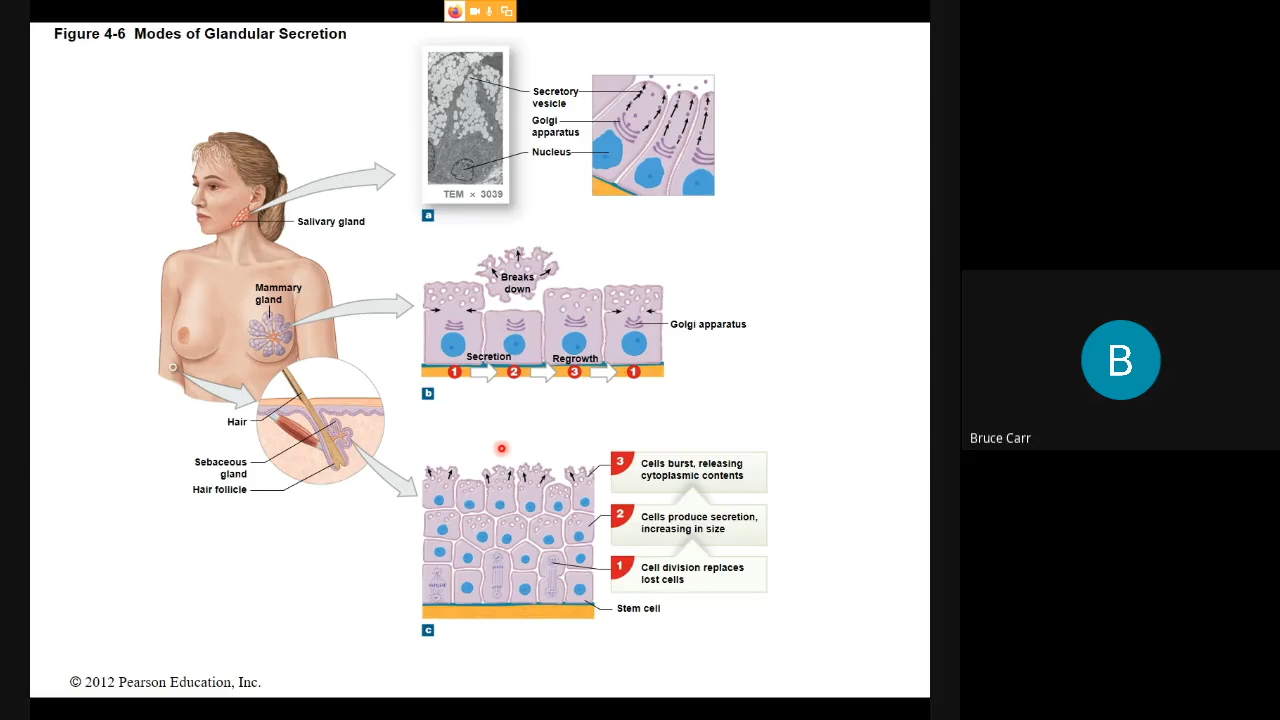 Figure 4-6 Modes of Glandular Secretion
Secretory
vesicle
Golgi
apparatus
Nucleus
TEM × 3039
a
Salivary gland
Mammary
gland
Breaks
down
Golgi apparatus
Secretion
Regrowth
1
2
3
1
b
Hair
Sebaceous
gland
Hair follicle
3
Cells burst, releasing
cytoplasmic contents
2
Cells produce secretion,
increasing in size
1
Cell division replaces
lost cells
Stem cell
c
© 2012 Pearson Education, Inc.
B
Bruce Carr